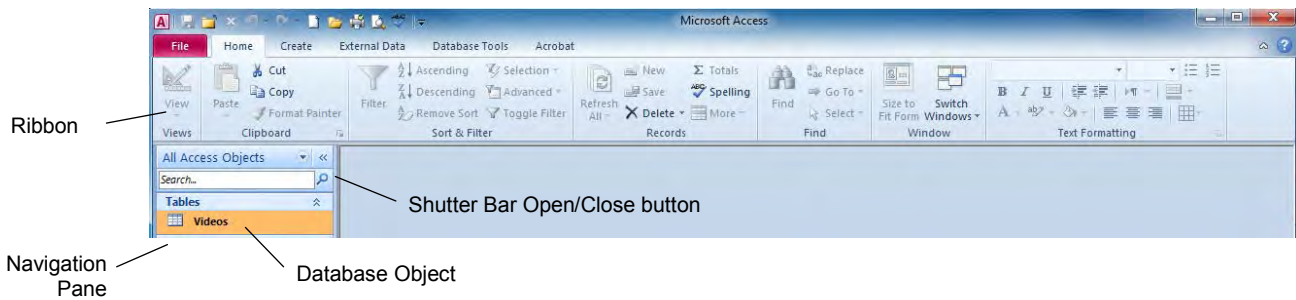 Microsoft Access
File Home Create External Data Database Tools Acrobat
Cut Ascending Selection New Σ Totals Replace
Copy Descending Advanced Save Spelling Go To
View Paste Format Painter Filter Remove Sort Toggle Filter Refresh All Delete More Find Select Size to Fit Form Switch Windows B I U
Views Clipboard Sort & Filter Records Find Window Text Formatting
Ribbon
All Access Objects
Search...
Tables
Shutter Bar Open/Close button
Videos
Navigation
Pane
Database Object